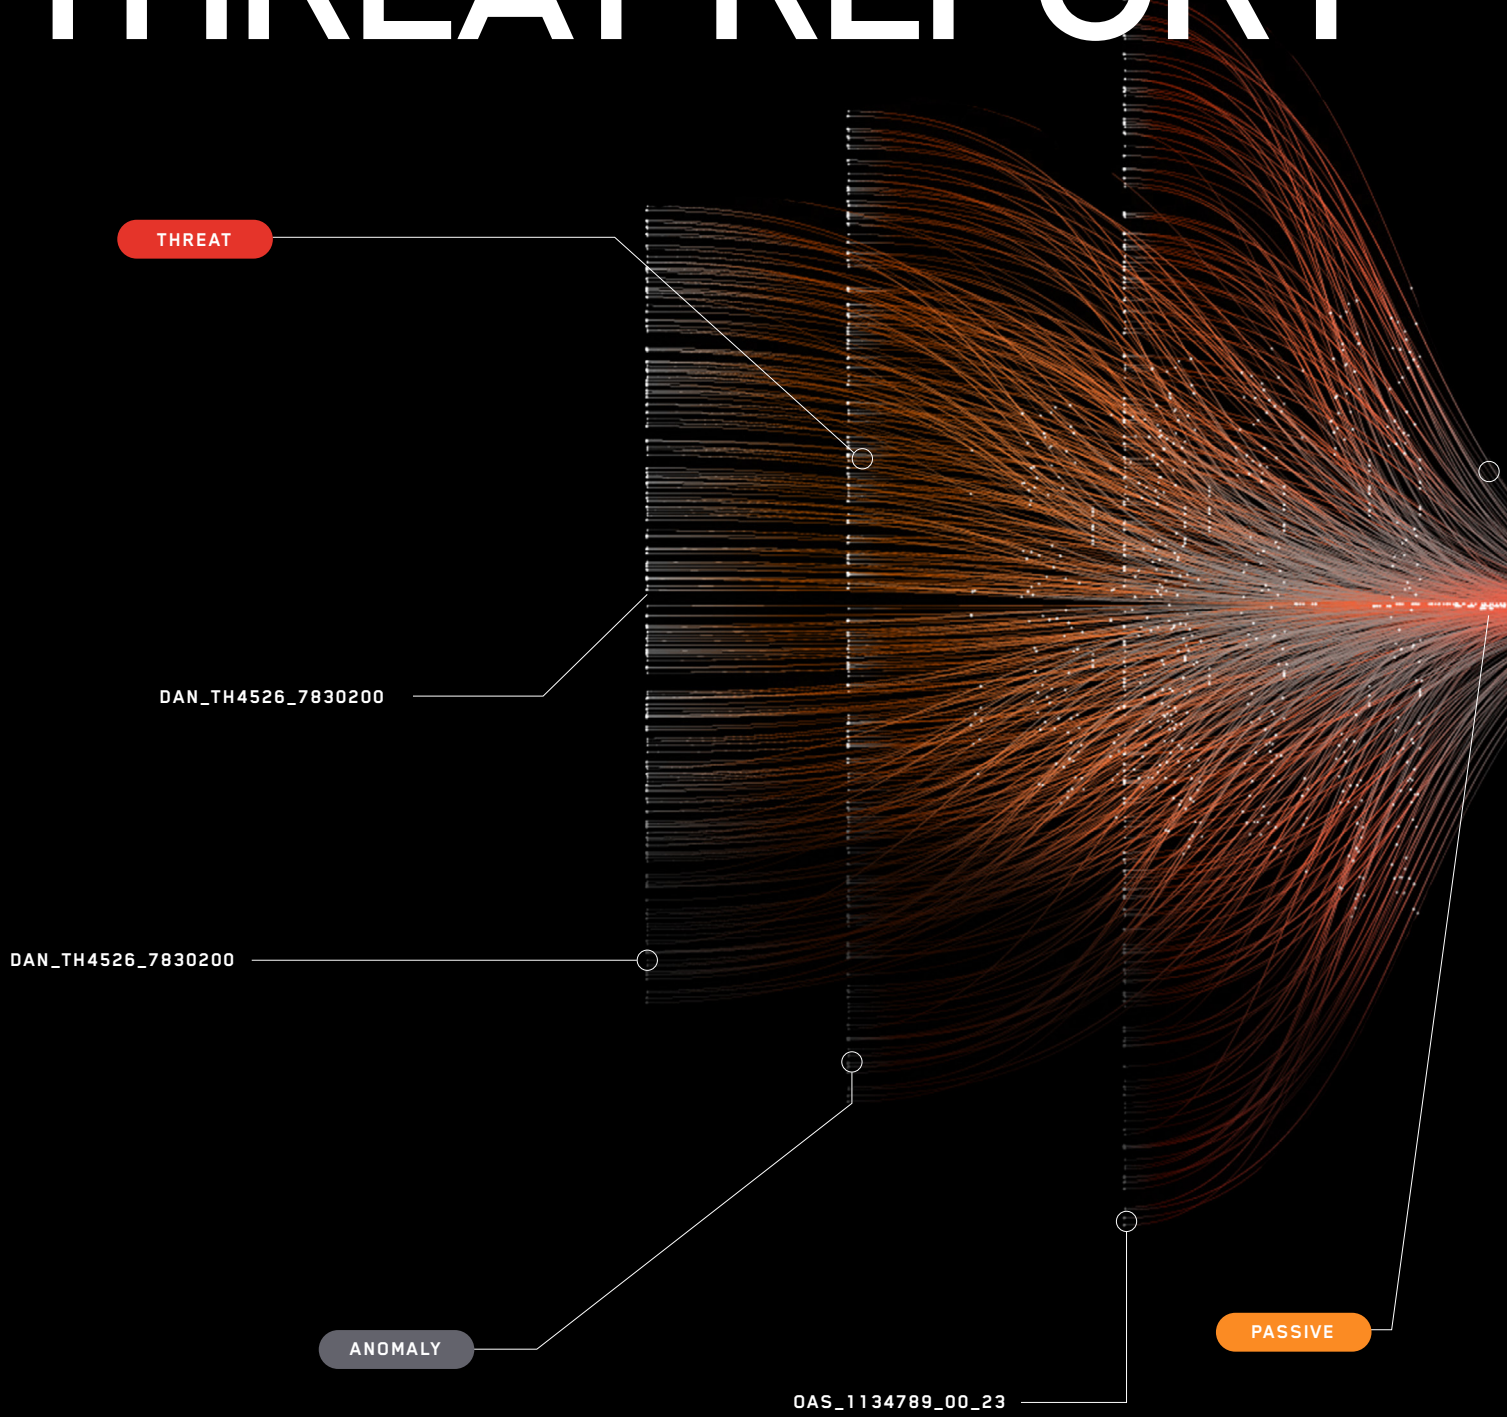 THREAT REPORT
THREAT
DAN_TH4526_7830200
DAN_TH4526_7830200
ANOMALY
PASSIVE
OAS_1134789_00_23